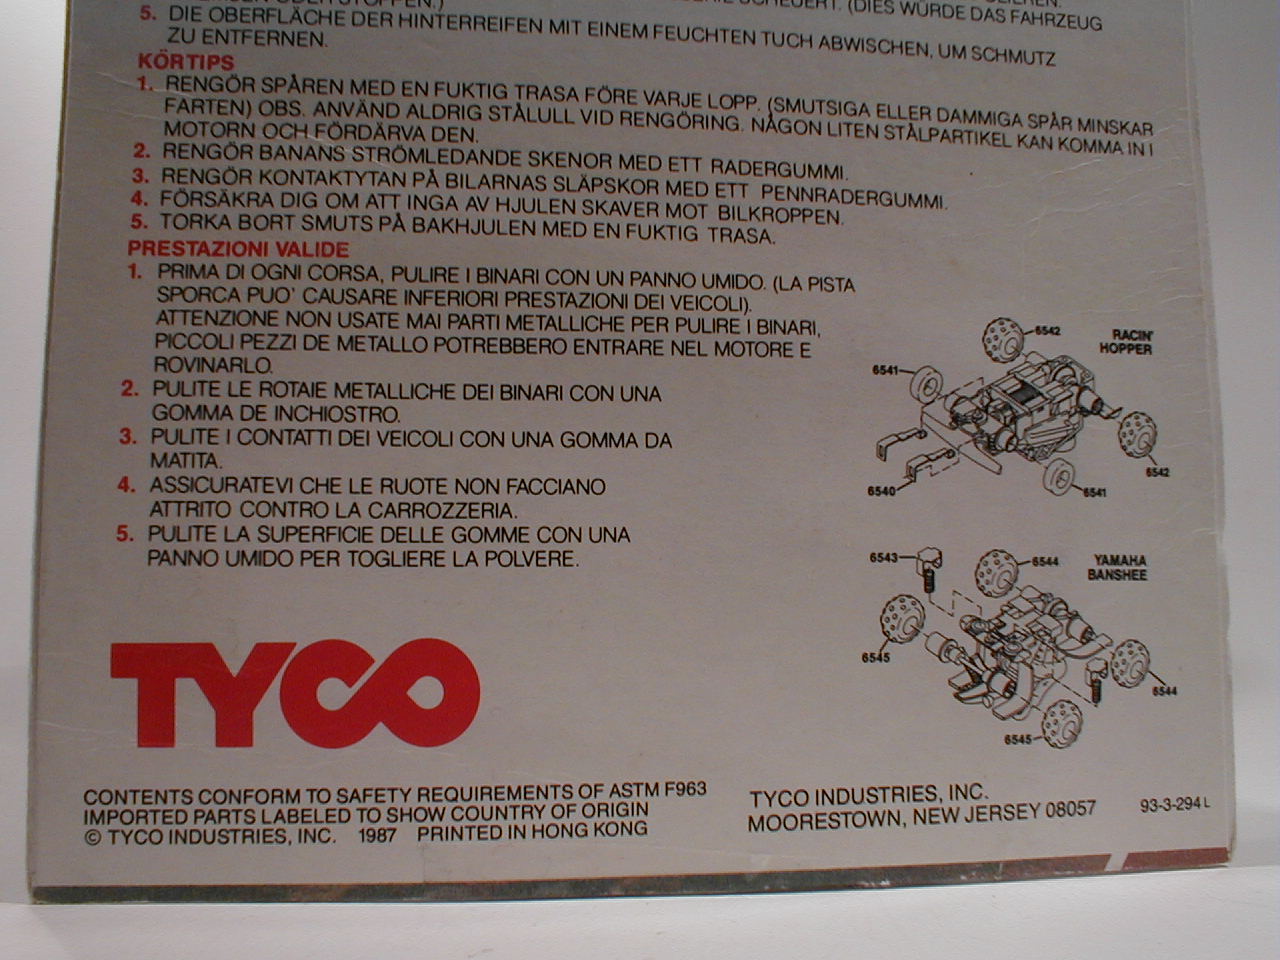 SCHEUERT. (DIES WÜRDE DAS FAHRZEUG
5. DIE OBERFLÄCHE DER HINTERREIFEN MIT EINEM FEUCHTEN TUCH ABWISCHEN, UM SCHMUTZ
ZU ENTFERNEN.
KÖRTIPS
1. RENGÖR SPÅREN MED EN FUKTIG TRASA FÖRE VARJE LOPP. (SMUTSIGA ELLER DAMMIGA SPÅR MINSKAR
FARTEN) OBS. ANVÄND ALDRIG STÅLULL VID RENGÖRING. NÅGON LITEN STÅLPARTIKEL KAN KOMMA IN I
MOTORN OCH FÖRDÄRVA DEN.
2. RENGÖR BANANS STRÖMLEDANDE SKENOR MED ETT RADERGUMMI.
3. RENGÖR KONTAKTYTAN PÅ BILARNAS SLÄPSKOR MED ETT PENNRADERGUMMI.
4. FÖRSÄKRA DIG OM ATT INGA AV HJULEN SKAVER MOT BILKROPPEN.
5. TORKA BORT SMUTS PÅ BAKHJULEN MED EN FUKTIG TRASA.
PRESTAZIONI VALIDE
1. PRIMA DI OGNI CORSA, PULIRE I BINARI CON UN PANNO UMIDO. (LA PISTA
SPORCA PUO' CAUSARE INFERIORI PRESTAZIONI DEI VEICOLI).
ATTENZIONE NON USATE MAI PARTI METALLICHE PER PULIRE I BINARI,
PICCOLI PEZZI DE METALLO POTREBBERO ENTRARE NEL MOTORE E
ROVINARLO.
2. PULITE LE ROTAIE METALLICHE DEI BINARI CON UNA
GOMMA DE INCHIOSTRO.
3. PULITE I CONTATTI DEI VEICOLI CON UNA GOMMA DA
MATITA.
4. ASSICURATEVI CHE LE RUOTE NON FACCIANO
ATTRITO CONTRO LA CARROZZERIA.
5. PULITE LA SUPERFICIE DELLE GOMME CON UNA
PANNO UMIDO PER TOGLIERE LA POLVERE.
6542
RACIN'
HOPPER
6541
6542
6540
6541
6543
6544
YAMAHA
BANSHEE
6545
6544
6545
TYCO
CONTENTS CONFORM TO SAFETY REQUIREMENTS OF ASTM F963
IMPORTED PARTS LABELED TO SHOW COUNTRY OF ORIGIN
© TYCO INDUSTRIES, INC. 1987 PRINTED IN HONG KONG
TYCO INDUSTRIES, INC.
MOORESTOWN, NEW JERSEY 08057
93-3-294L